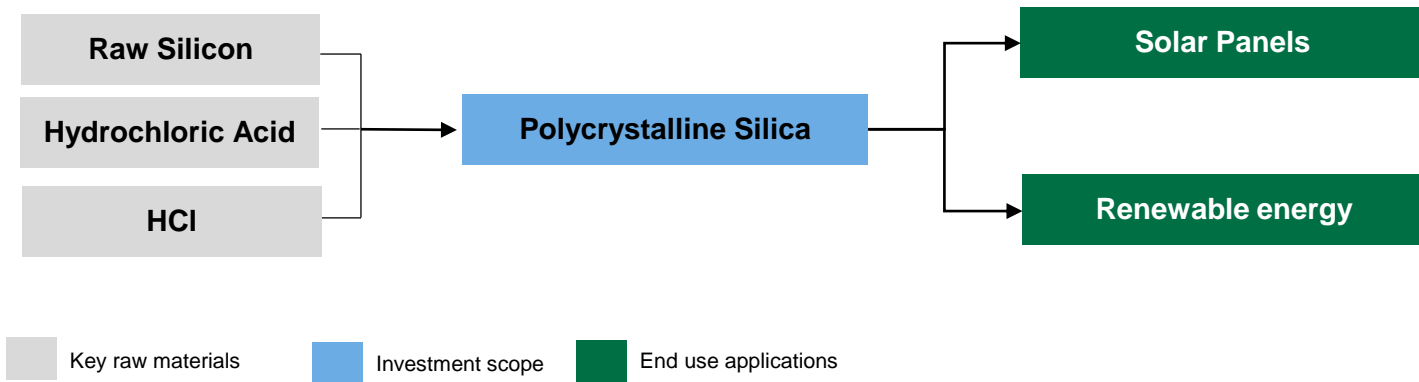 Raw Silicon
Hydrochloric Acid
HCl
Polycrystalline Silica
Solar Panels
Renewable energy
Key raw materials
Investment scope
End use applications